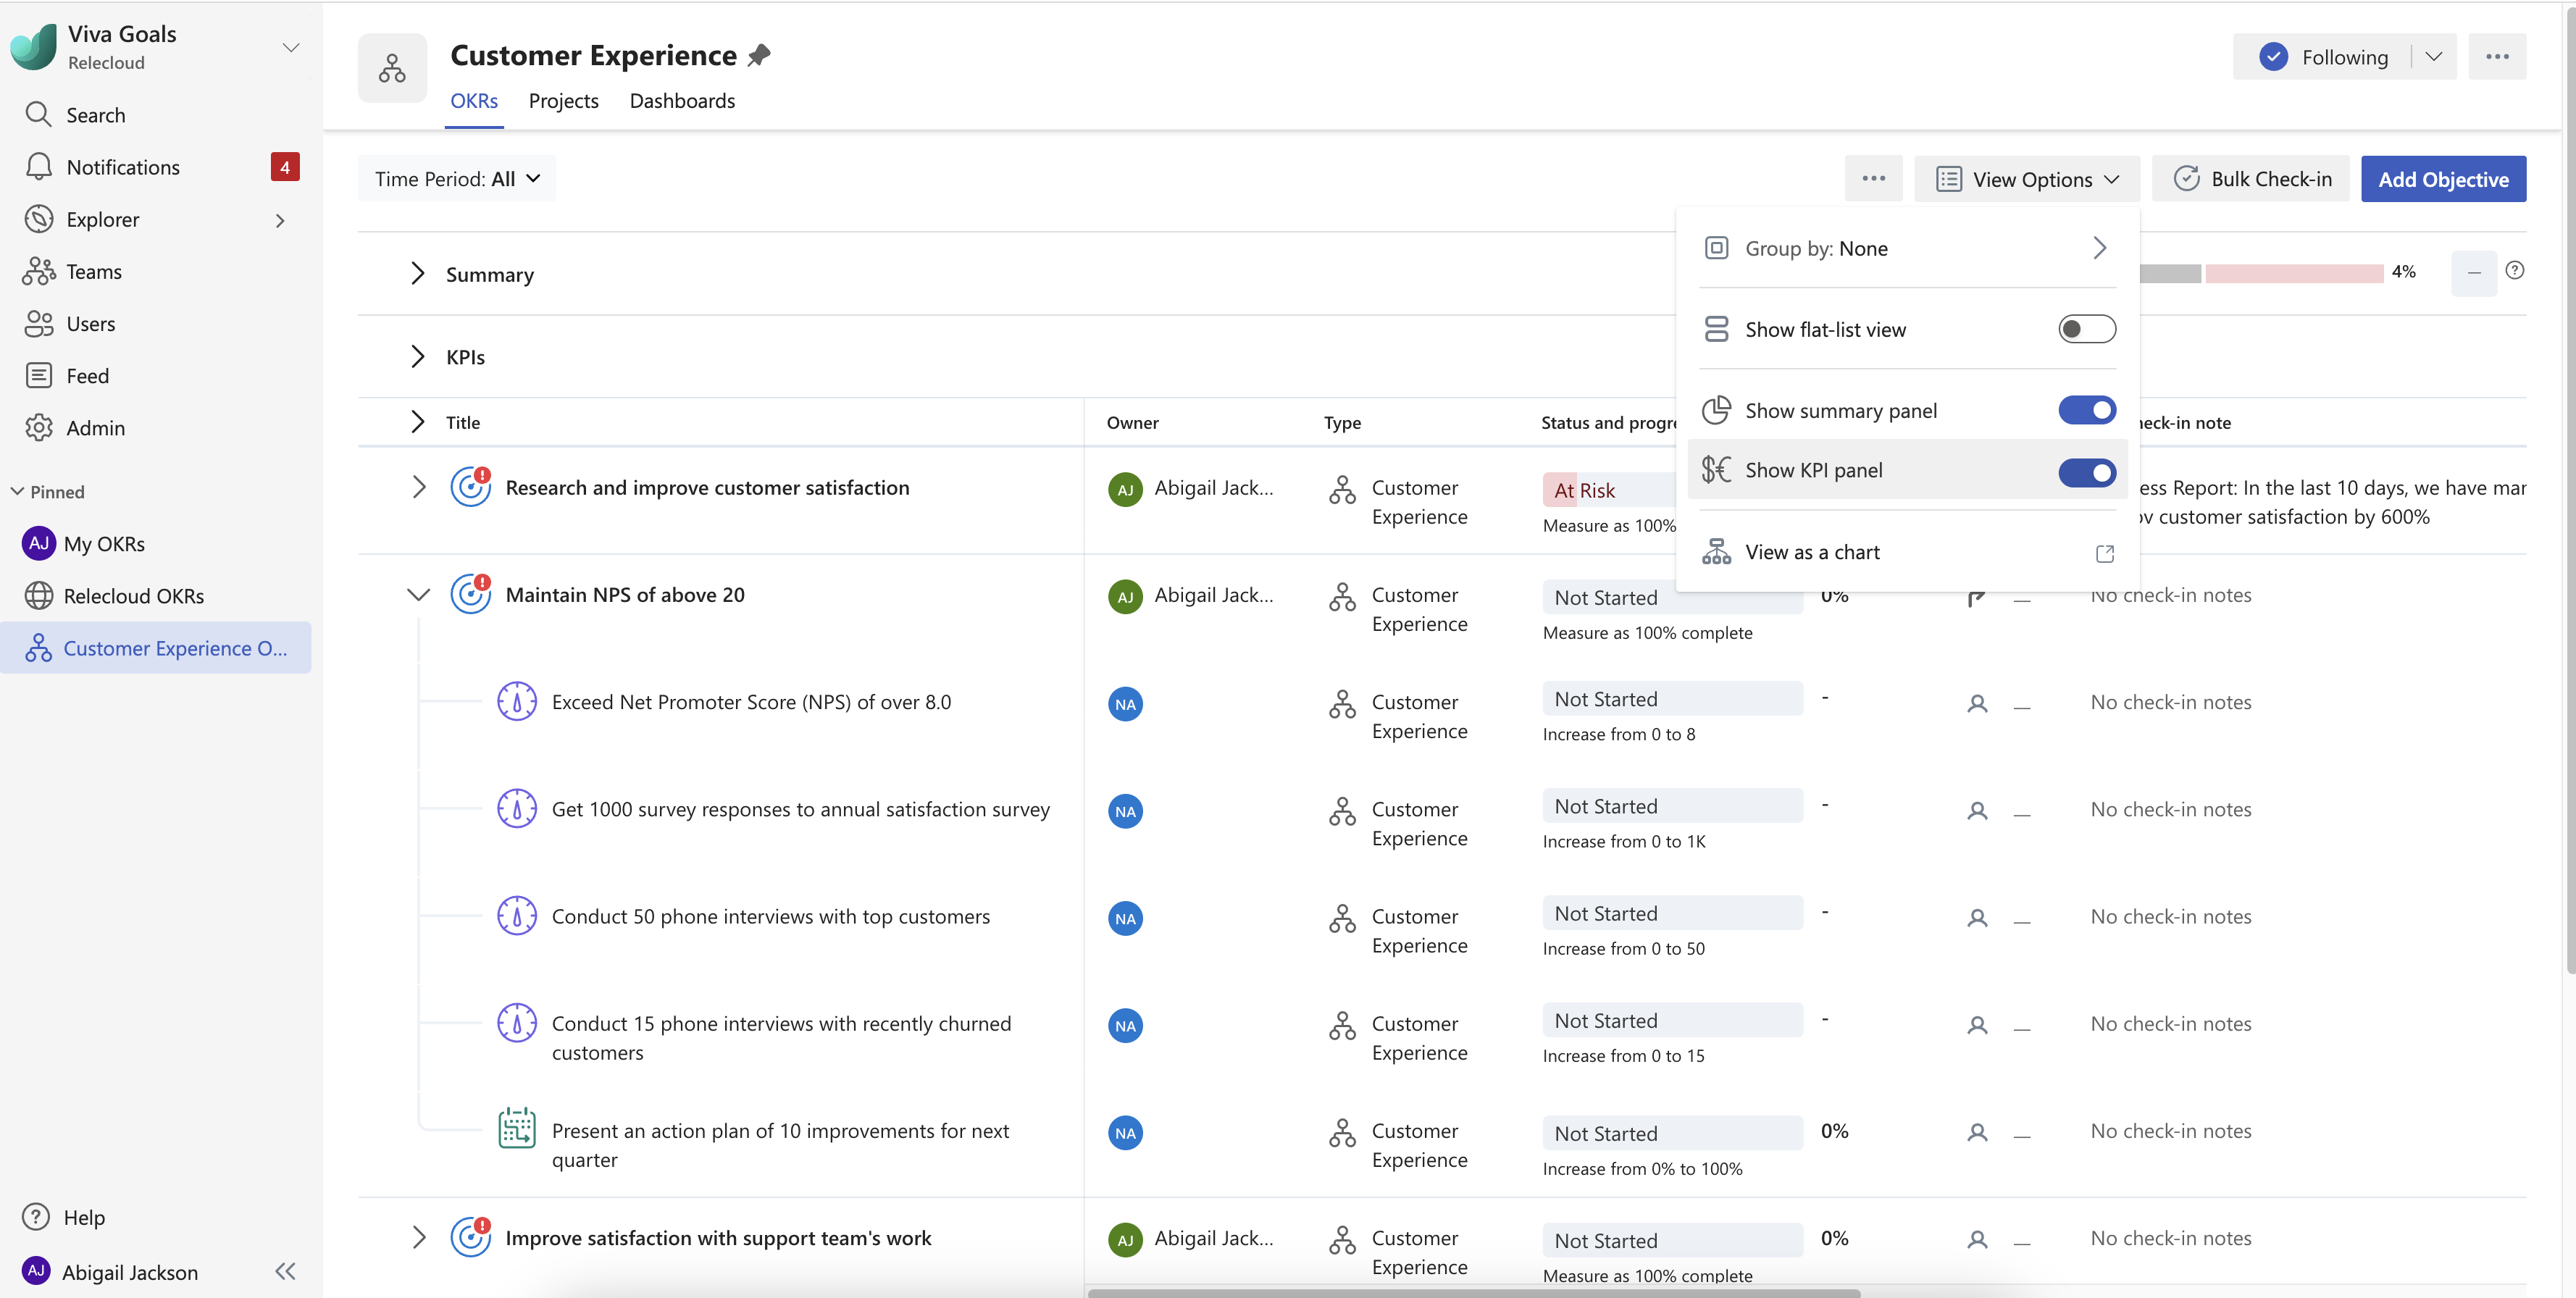 Viva Goals
Relecloud
Search
Notifications 4
Explorer
Teams
Users
Feed
Admin
Pinned
AJ My OKRs
Relecloud OKRs
Customer Experience O...
Help
AJ Abigail Jackson
Customer Experience
OKRs Projects Dashboards
Following
Time Period: All
View Options
Bulk Check-in
Add Objective
Group by: None
Show flat-list view
Show summary panel
Show KPI panel
View as a chart
Summary
4%
KPIs
Title Owner Type Status and progre heck-in note
Research and improve customer satisfaction AJ Abigail Jack... Customer
Experience
At Risk
Measure as 100%
ess Report: In the last 10 days, we have mar
ov customer satisfaction by 600%
Maintain NPS of above 20 AJ Abigail Jack... Customer
Experience
Not Started 0% No check-in notes
Measure as 100% complete
Exceed Net Promoter Score (NPS) of over 8.0 NA Customer
Experience
Not Started - No check-in notes
Increase from 0 to 8
Get 1000 survey responses to annual satisfaction survey NA Customer
Experience
Not Started - No check-in notes
Increase from 0 to 1K
Conduct 50 phone interviews with top customers NA Customer
Experience
Not Started - No check-in notes
Increase from 0 to 50
Conduct 15 phone interviews with recently churned
customers
NA Customer
Experience
Not Started - No check-in notes
Increase from 0 to 15
Present an action plan of 10 improvements for next
quarter
NA Customer
Experience
Not Started 0% No check-in notes
Increase from 0% to 100%
Improve satisfaction with support team's work AJ Abigail Jack... Customer
Experience
Not Started 0% No check-in notes
Measure as 100% complete